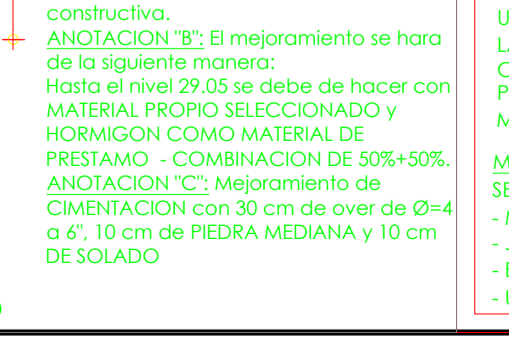 constructiva.
ANOTACION "B": El mejoramiento se hara
de la siguiente manera:
Hasta el nivel 29.05 se debe de hacer con
MATERIAL PROPIO SELECCIONADO y
HORMIGON COMO MATERIAL DE
PRESTAMO - COMBINACION DE 50%+50%.
ANOTACION "C": Mejoramiento de
CIMENTACION con 30 cm de over de Ø=4
a 6", 10 cm de PIEDRA MEDIANA y 10 cm
DE SOLADO